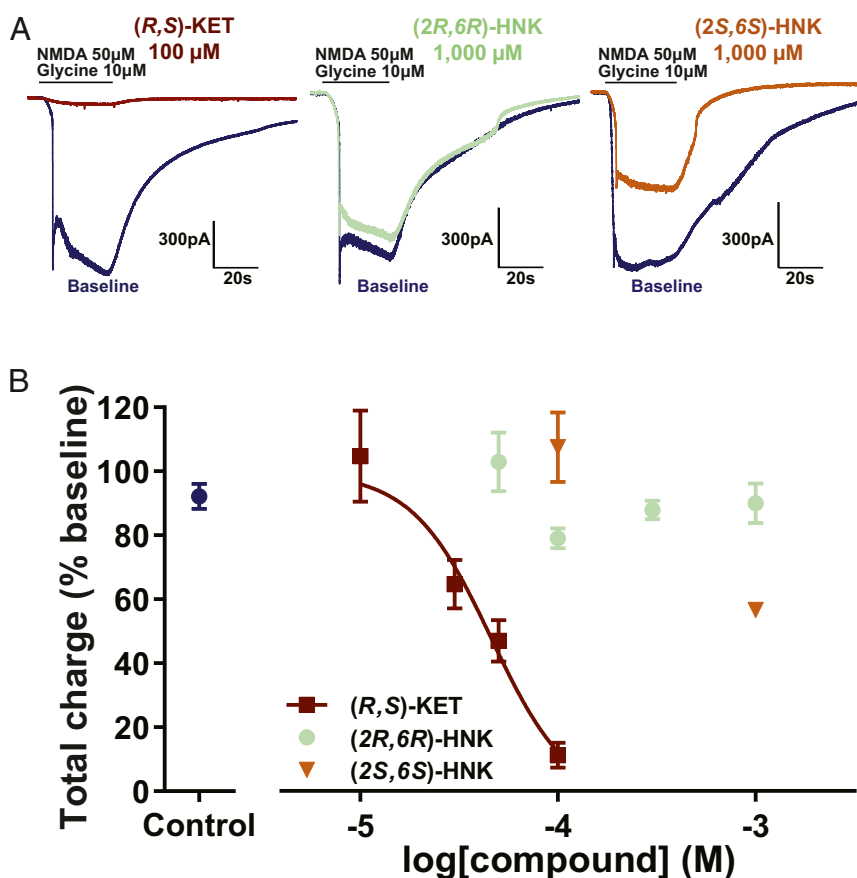 A
(R,S)-KET
100 µM
NMDA 50µM
Glycine 10µM
300pA
20s
Baseline
(2R,6R)-HNK
1,000 µM
NMDA 50µM
Glycine 10µM
300pA
20s
Baseline
(2S,6S)-HNK
1,000 µM
NMDA 50µM
Glycine 10µM
300pA
20s
Baseline
B
Total charge (% baseline)
120
100
80
60
40
20
0
(R,S)-KET
(2R,6R)-HNK
(2S,6S)-HNK
Control
-5
-4
-3
log[compound] (M)